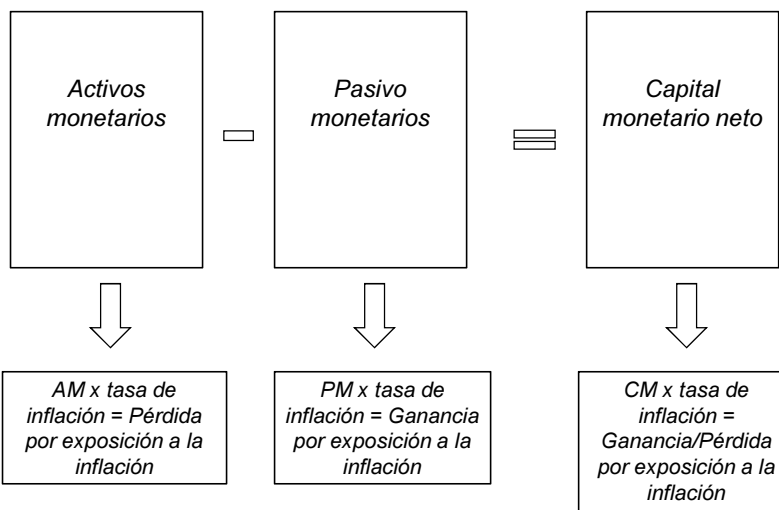 Activos
monetarios
Pasivo
monetarios
Capital
monetario neto
AM x tasa de
inflación = Pérdida
por exposición a la
inflación
PM x tasa de
inflación = Ganancia
por exposición a la
inflación
CM x tasa de
inflación =
Ganancia/Pérdida
por exposición a la
inflación